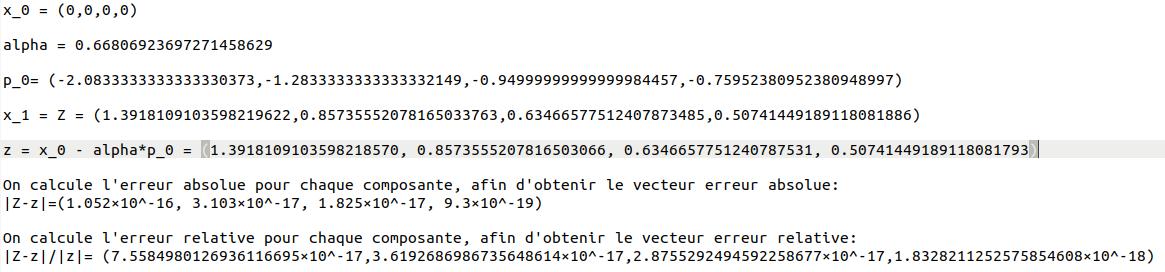 x_0 = (0,0,0,0)
alpha = 0.66806923697271458629
p_0= (-2.0833333333333330373,-1.2833333333333332149,-0.94999999999999984457,-0.75952380952380948997)
x_1 = Z = (1.3918109103598219622,0.85735552078165033763,0.63466577512407873485,0.50741449189118081886)
z = x_0 - alpha*p_0 = (1.3918109103598218570, 0.8573555207816503066, 0.6346657751240787531, 0.50741449189118081793)
On calcule l'erreur absolue pour chaque composante, afin d'obtenir le vecteur erreur absolue:
|Z-z|=(1.052×10^-16, 3.103×10^-17, 1.825×10^-17, 9.3×10^-19)
On calcule l'erreur relative pour chaque composante, afin d'obtenir le vecteur erreur relative:
|Z-z|/|z|= (7.5584980126936116695×10^-17,3.6192686986735648614×10^-17,2.8755292494592258677×10^-17,1.8328211252575854608×10^-18)